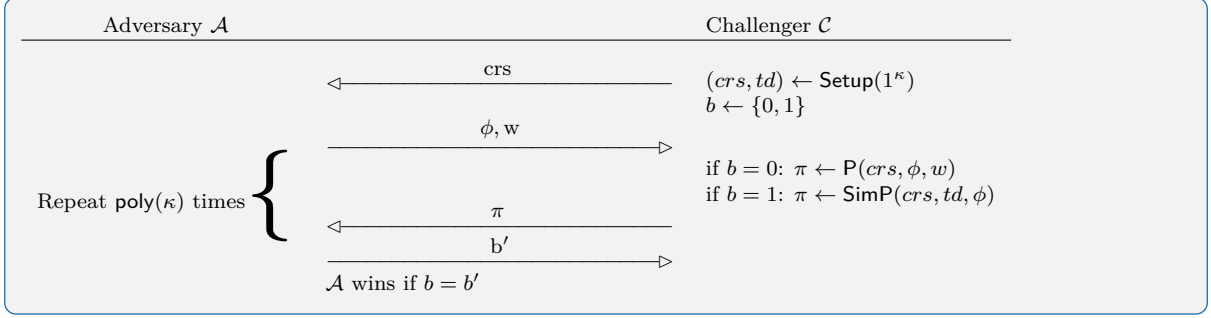 Adversary 𝒜 Challenger 𝒞
crs
(crs, td) ← Setup(1^κ)
b ← {0, 1}
ϕ, w
if b = 0: π ← P(crs, ϕ, w)
if b = 1: π ← SimP(crs, td, ϕ)
Repeat poly(κ) times
π
b′
𝒜 wins if b = b′